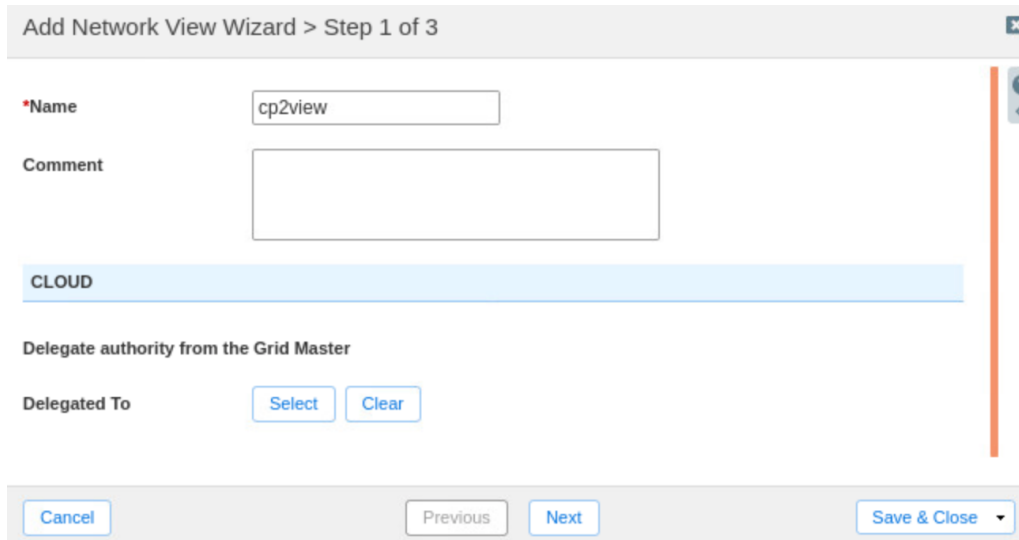 Add Network View Wizard > Step 1 of 3
*Name cp2view
Comment
CLOUD
Delegate authority from the Grid Master
Delegated To Select Clear
Cancel Previous Next Save & Close